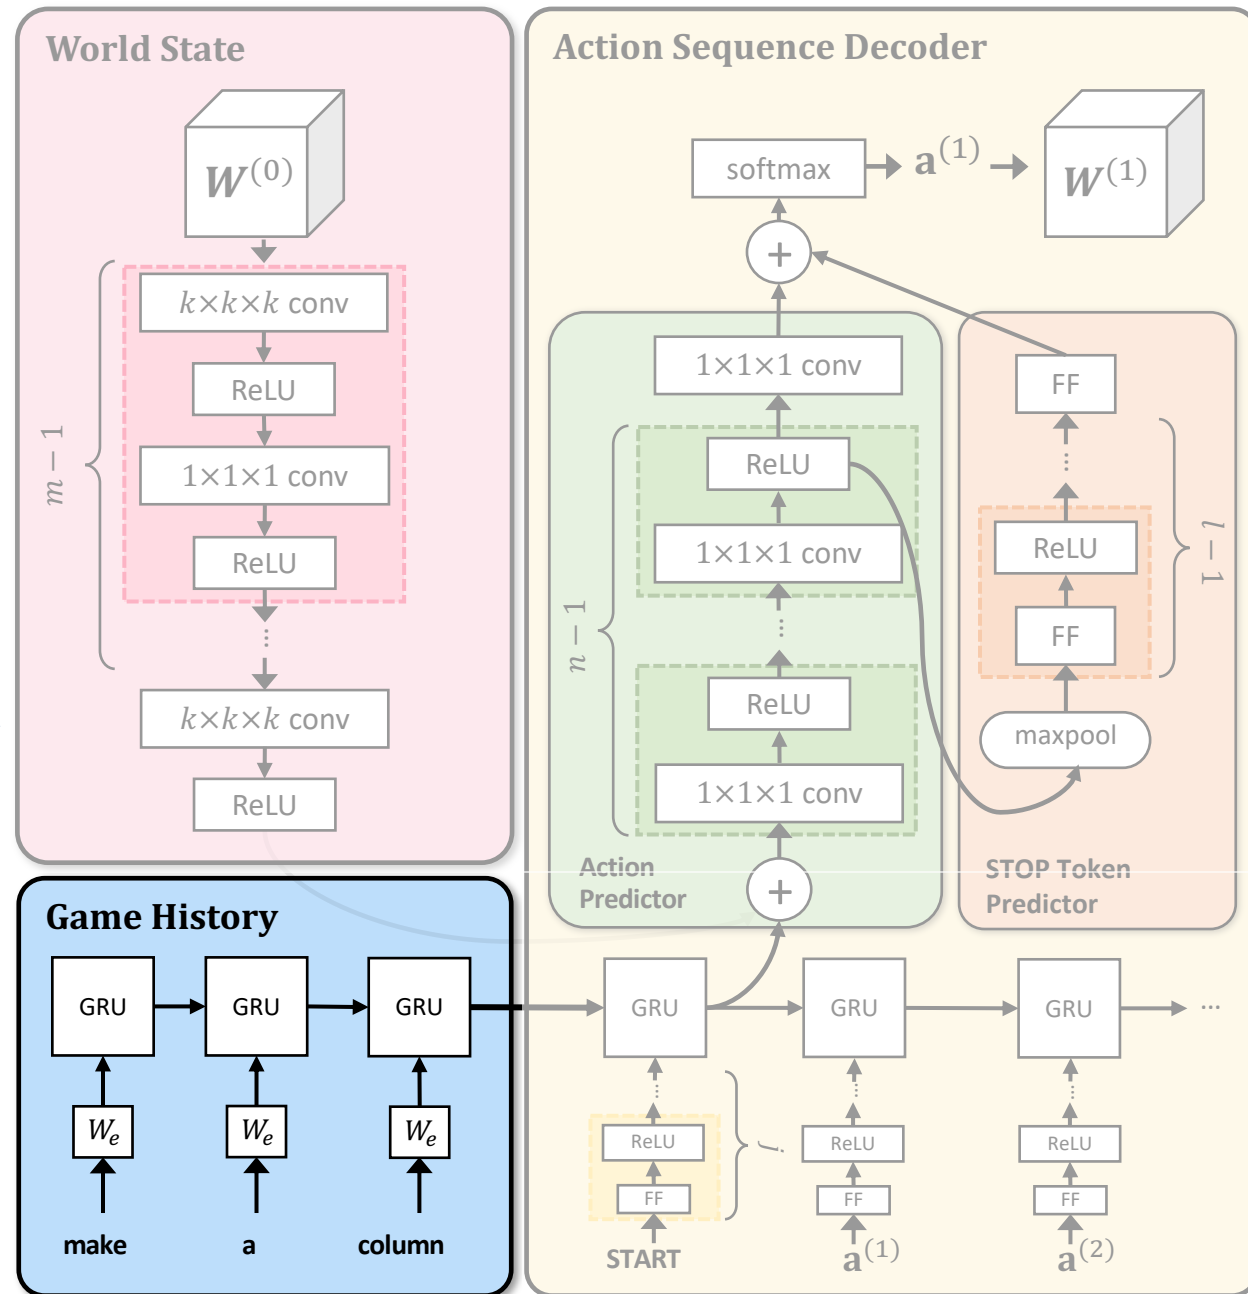 World State
W^(0)
k×k×k conv
ReLU
1×1×1 conv
ReLU
...
m − 1
k×k×k conv
ReLU
Game History
GRU GRU GRU
W_e W_e W_e
make a column
Action Sequence Decoder
softmax a^(1) W^(1)
+
1×1×1 conv
ReLU
1×1×1 conv
...
n − 1
ReLU
1×1×1 conv
+
Action
Predictor
FF
...
ReLU
l − 1
FF
maxpool
STOP Token
Predictor
GRU GRU GRU ...
... ... ...
ReLU ReLU ReLU
j
FF FF FF
START a^(1) a^(2)